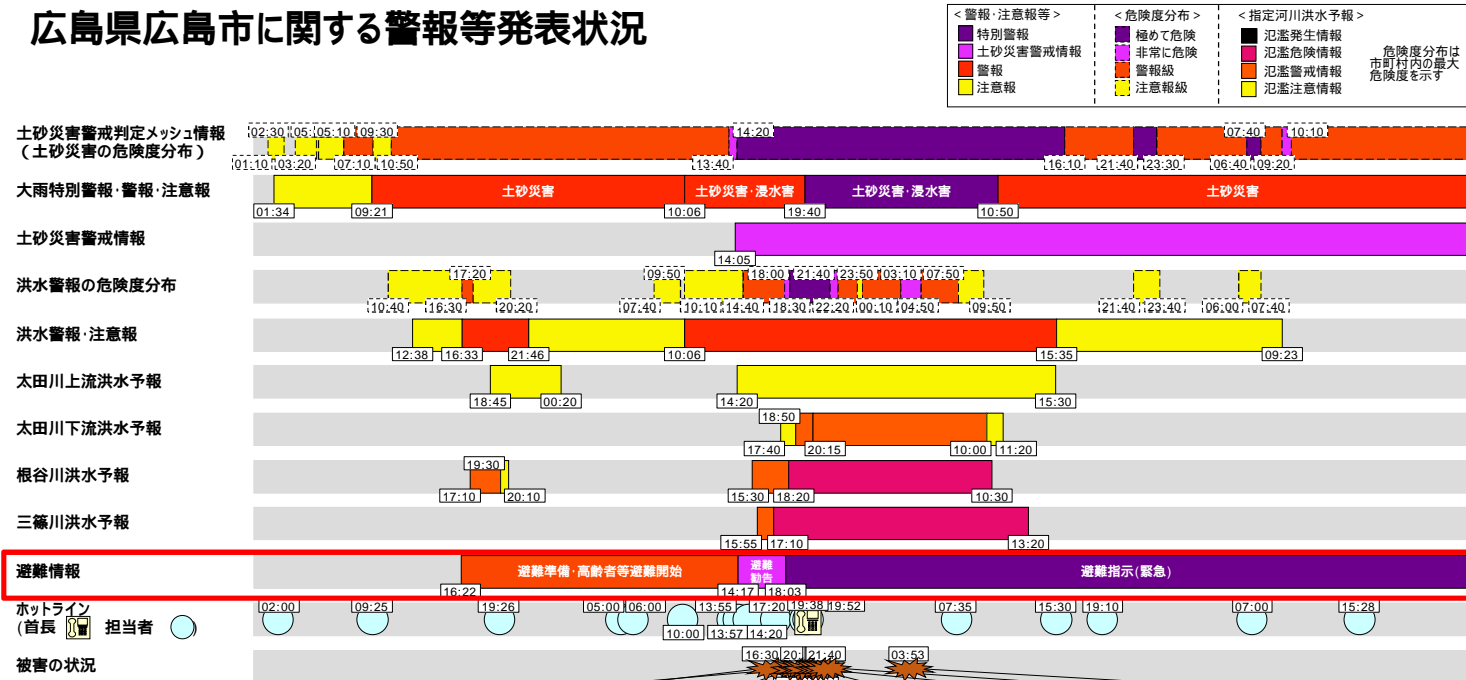 広島県広島市に関する警報等発表状況
<警報･注意報等>
特別警報
土砂災害警戒情報
警報
注意報
<危険度分布>
極めて危険
非常に危険
警報級
注意報級
<指定河川洪水予報>
氾濫発生情報
氾濫危険情報
氾濫警戒情報
氾濫注意情報
危険度分布は
市町村内の最大
危険度を示す
土砂災害警戒判定メッシュ情報
(土砂災害の危険度分布)
02:30 05: 05:10 09:30 14:20 07:40 10:10
01:10 03:20 07:10 10:50 13:40 16:10 21:40 23:30 06:40 09:20
大雨特別警報･警報･注意報
土砂災害 土砂災害･浸水害 土砂災害･浸水害 土砂災害
01:34 09:21 10:06 19:40 10:50
土砂災害警戒情報
14:05
洪水警報の危険度分布
17:20 09:50 18:00 21:40 23:50 03:10 07:50
10:40 16:30 20:20 07:40 10:10 14:40 18:30 22:20 00:10 04:50 09:50 21:40 23:40 06:00 07:40
洪水警報･注意報
12:38 16:33 21:46 10:06 15:35 09:23
太田川上流洪水予報
18:45 00:20 14:20 15:30
太田川下流洪水予報
18:50
17:40 20:15 10:00 11:20
根谷川洪水予報
19:30
17:10 20:10 15:30 18:20 10:30
三篠川洪水予報
15:55 17:10 13:20
避難情報
避難準備･高齢者等避難開始
避難
勧告
避難指示(緊急)
16:22 14:17 18:03
ホットライン
(首長 担当者 )
02:00 09:25 19:26 05:00 06:00 13:55 17:20 19:38 19:52 07:35 15:30 19:10 07:00 15:28
10:00 13:57 14:20
被害の状況
16:30 20: 21:40 03:53